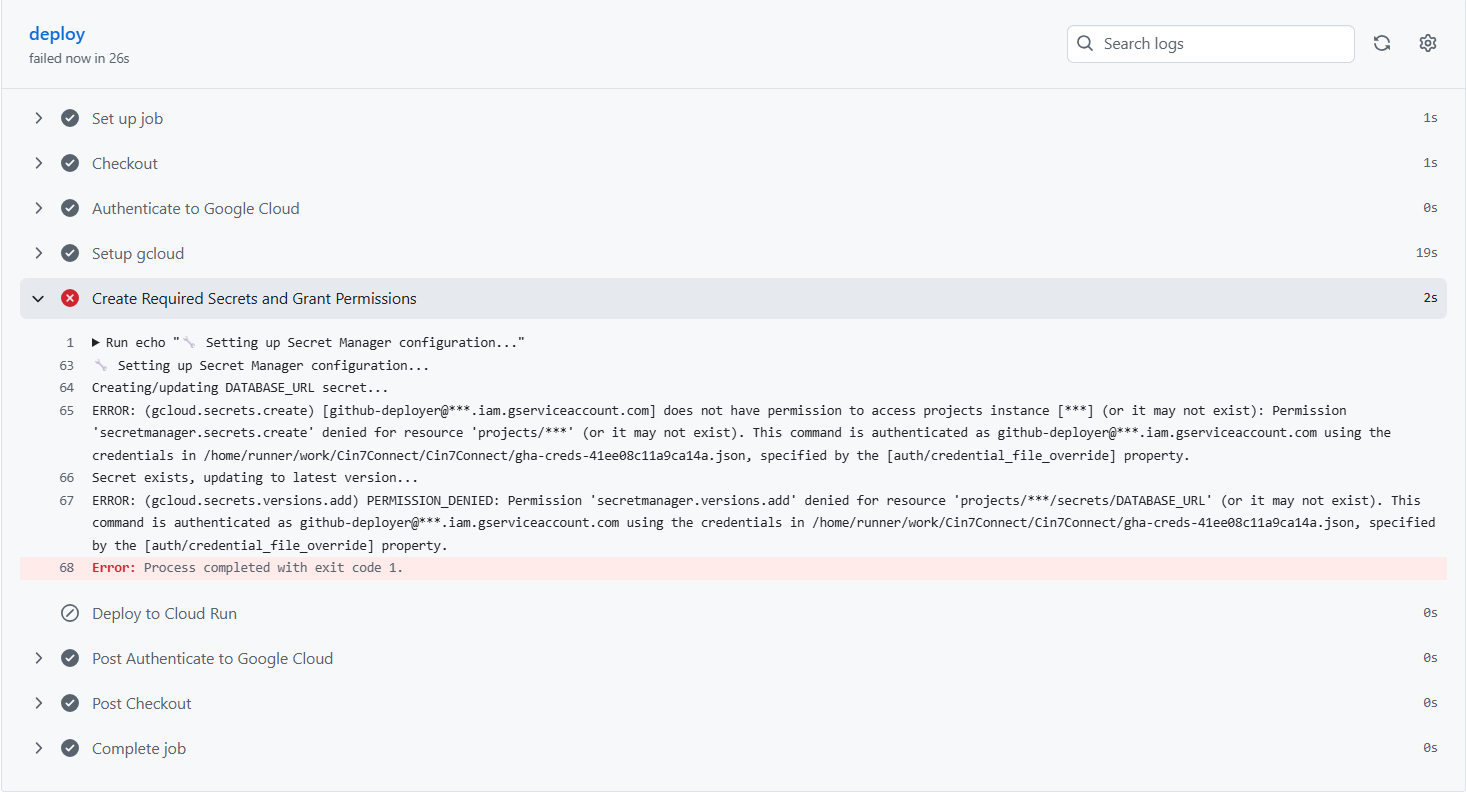 deploy
failed now in 26s
Search logs
Set up job 1s
Checkout 1s
Authenticate to Google Cloud 0s
Setup gcloud 19s
Create Required Secrets and Grant Permissions 2s
1 Run echo "🔧 Setting up Secret Manager configuration..."
63 🔧 Setting up Secret Manager configuration...
64 Creating/updating DATABASE_URL secret...
65 ERROR: (gcloud.secrets.create) [github-deployer@***.iam.gserviceaccount.com] does not have permission to access projects instance [***] (or it may not exist): Permission
'secretmanager.secrets.create' denied for resource 'projects/***' (or it may not exist). This command is authenticated as github-deployer@***.iam.gserviceaccount.com using the
credentials in /home/runner/work/Cin7Connect/Cin7Connect/gha-creds-41ee08c11a9ca14a.json, specified by the [auth/credential_file_override] property.
66 Secret exists, updating to latest version...
67 ERROR: (gcloud.secrets.versions.add) PERMISSION_DENIED: Permission 'secretmanager.versions.add' denied for resource 'projects/***/secrets/DATABASE_URL' (or it may not exist). This
command is authenticated as github-deployer@***.iam.gserviceaccount.com using the credentials in /home/runner/work/Cin7Connect/Cin7Connect/gha-creds-41ee08c11a9ca14a.json, specified
by the [auth/credential_file_override] property.
68 Error: Process completed with exit code 1.
Deploy to Cloud Run 0s
Post Authenticate to Google Cloud 0s
Post Checkout 0s
Complete job 0s